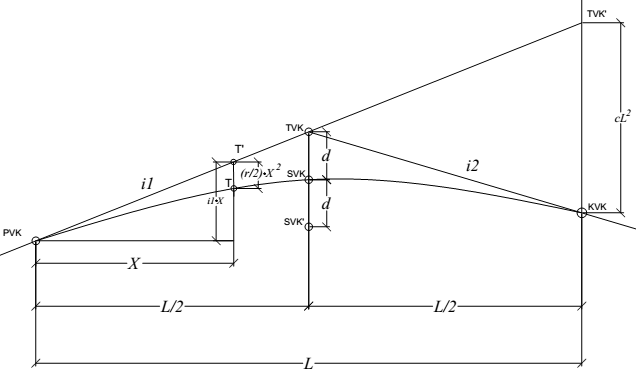 TVK'
cL²
TVK
d
i1
T'
(r/2)•X²
i2
SVK
T
i1•X
d
KVK
SVK'
PVK
X
L/2
L/2
L